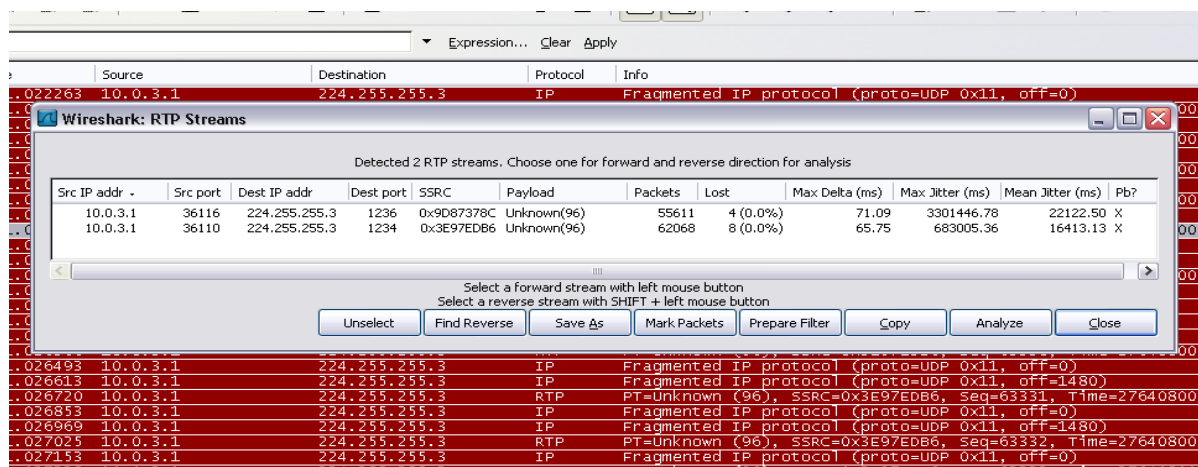 Expression... Clear Apply
Source Destination Protocol Info
.022263 10.0.3.1 224.255.255.3 IP Fragmented IP protocol (proto=UDP 0x11, off=0)
Wireshark: RTP Streams
Detected 2 RTP streams. Choose one for forward and reverse direction for analysis
Src IP addr Src port Dest IP addr Dest port SSRC Payload Packets Lost Max Delta (ms) Max Jitter (ms) Mean Jitter (ms) Pb?
10.0.3.1 36116 224.255.255.3 1236 0x9D87378C Unknown(96) 55611 4 (0.0%) 71.09 3301446.78 22122.50 X
10.0.3.1 36110 224.255.255.3 1234 0x3E97EDB6 Unknown(96) 62068 8 (0.0%) 65.75 683005.36 16413.13 X
Select a forward stream with left mouse button
Select a reverse stream with SHIFT + left mouse button
Unselect Find Reverse Save As Mark Packets Prepare Filter Copy Analyze Close
.026493 10.0.3.1 224.255.255.3 IP Fragmented IP protocol (proto=UDP 0x11, off=0)
.026613 10.0.3.1 224.255.255.3 IP Fragmented IP protocol (proto=UDP 0x11, off=1480)
.026720 10.0.3.1 224.255.255.3 RTP PT=Unknown (96), SSRC=0x3E97EDB6, Seq=63331, Time=27640800
.026853 10.0.3.1 224.255.255.3 IP Fragmented IP protocol (proto=UDP 0x11, off=0)
.026969 10.0.3.1 224.255.255.3 IP Fragmented IP protocol (proto=UDP 0x11, off=1480)
.027025 10.0.3.1 224.255.255.3 RTP PT=Unknown (96), SSRC=0x3E97EDB6, Seq=63332, Time=27640800
.027153 10.0.3.1 224.255.255.3 IP Fragmented IP protocol (proto=UDP 0x11, off=0)